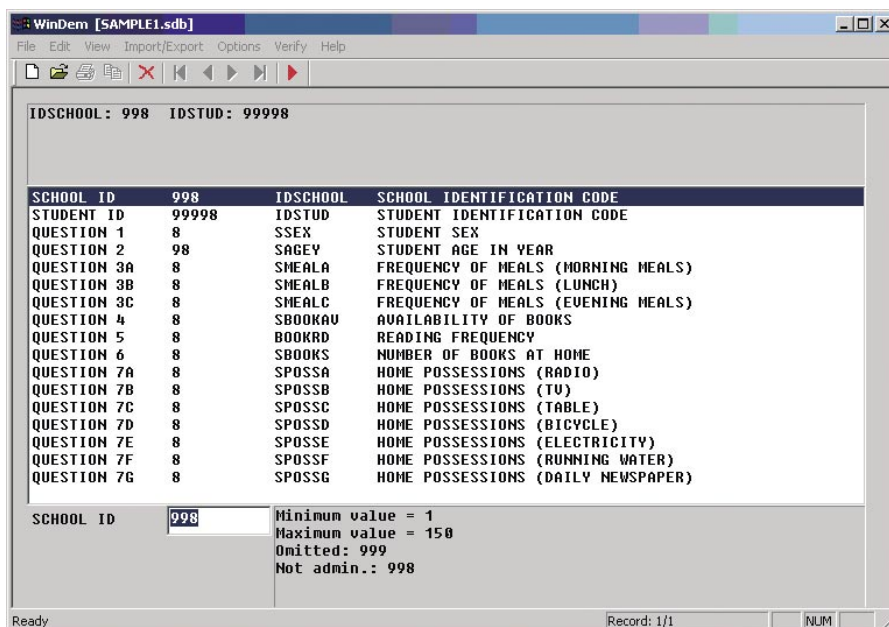 WinDem [SAMPLE1.sdb]
File Edit View Import/Export Options Verify Help
IDSCHOOL: 998 IDSTUD: 99998
SCHOOL ID 998 IDSCHOOL SCHOOL IDENTIFICATION CODE
STUDENT ID 99998 IDSTUD STUDENT IDENTIFICATION CODE
QUESTION 1 8 SSEX STUDENT SEX
QUESTION 2 98 SAGEY STUDENT AGE IN YEAR
QUESTION 3A 8 SMEALA FREQUENCY OF MEALS (MORNING MEALS)
QUESTION 3B 8 SMEALB FREQUENCY OF MEALS (LUNCH)
QUESTION 3C 8 SMEALC FREQUENCY OF MEALS (EVENING MEALS)
QUESTION 4 8 SBOOKAV AVAILABILITY OF BOOKS
QUESTION 5 8 BOOKRD READING FREQUENCY
QUESTION 6 8 SBOOKS NUMBER OF BOOKS AT HOME
QUESTION 7A 8 SPOSSA HOME POSSESSIONS (RADIO)
QUESTION 7B 8 SPOSSB HOME POSSESSIONS (TV)
QUESTION 7C 8 SPOSSC HOME POSSESSIONS (TABLE)
QUESTION 7D 8 SPOSSD HOME POSSESSIONS (BICYCLE)
QUESTION 7E 8 SPOSSE HOME POSSESSIONS (ELECTRICITY)
QUESTION 7F 8 SPOSSF HOME POSSESSIONS (RUNNING WATER)
QUESTION 7G 8 SPOSSG HOME POSSESSIONS (DAILY NEWSPAPER)
SCHOOL ID 998 Minimum value = 1
Maximum value = 150
Omitted: 999
Not admin.: 998
Ready Record: 1/1 NUM